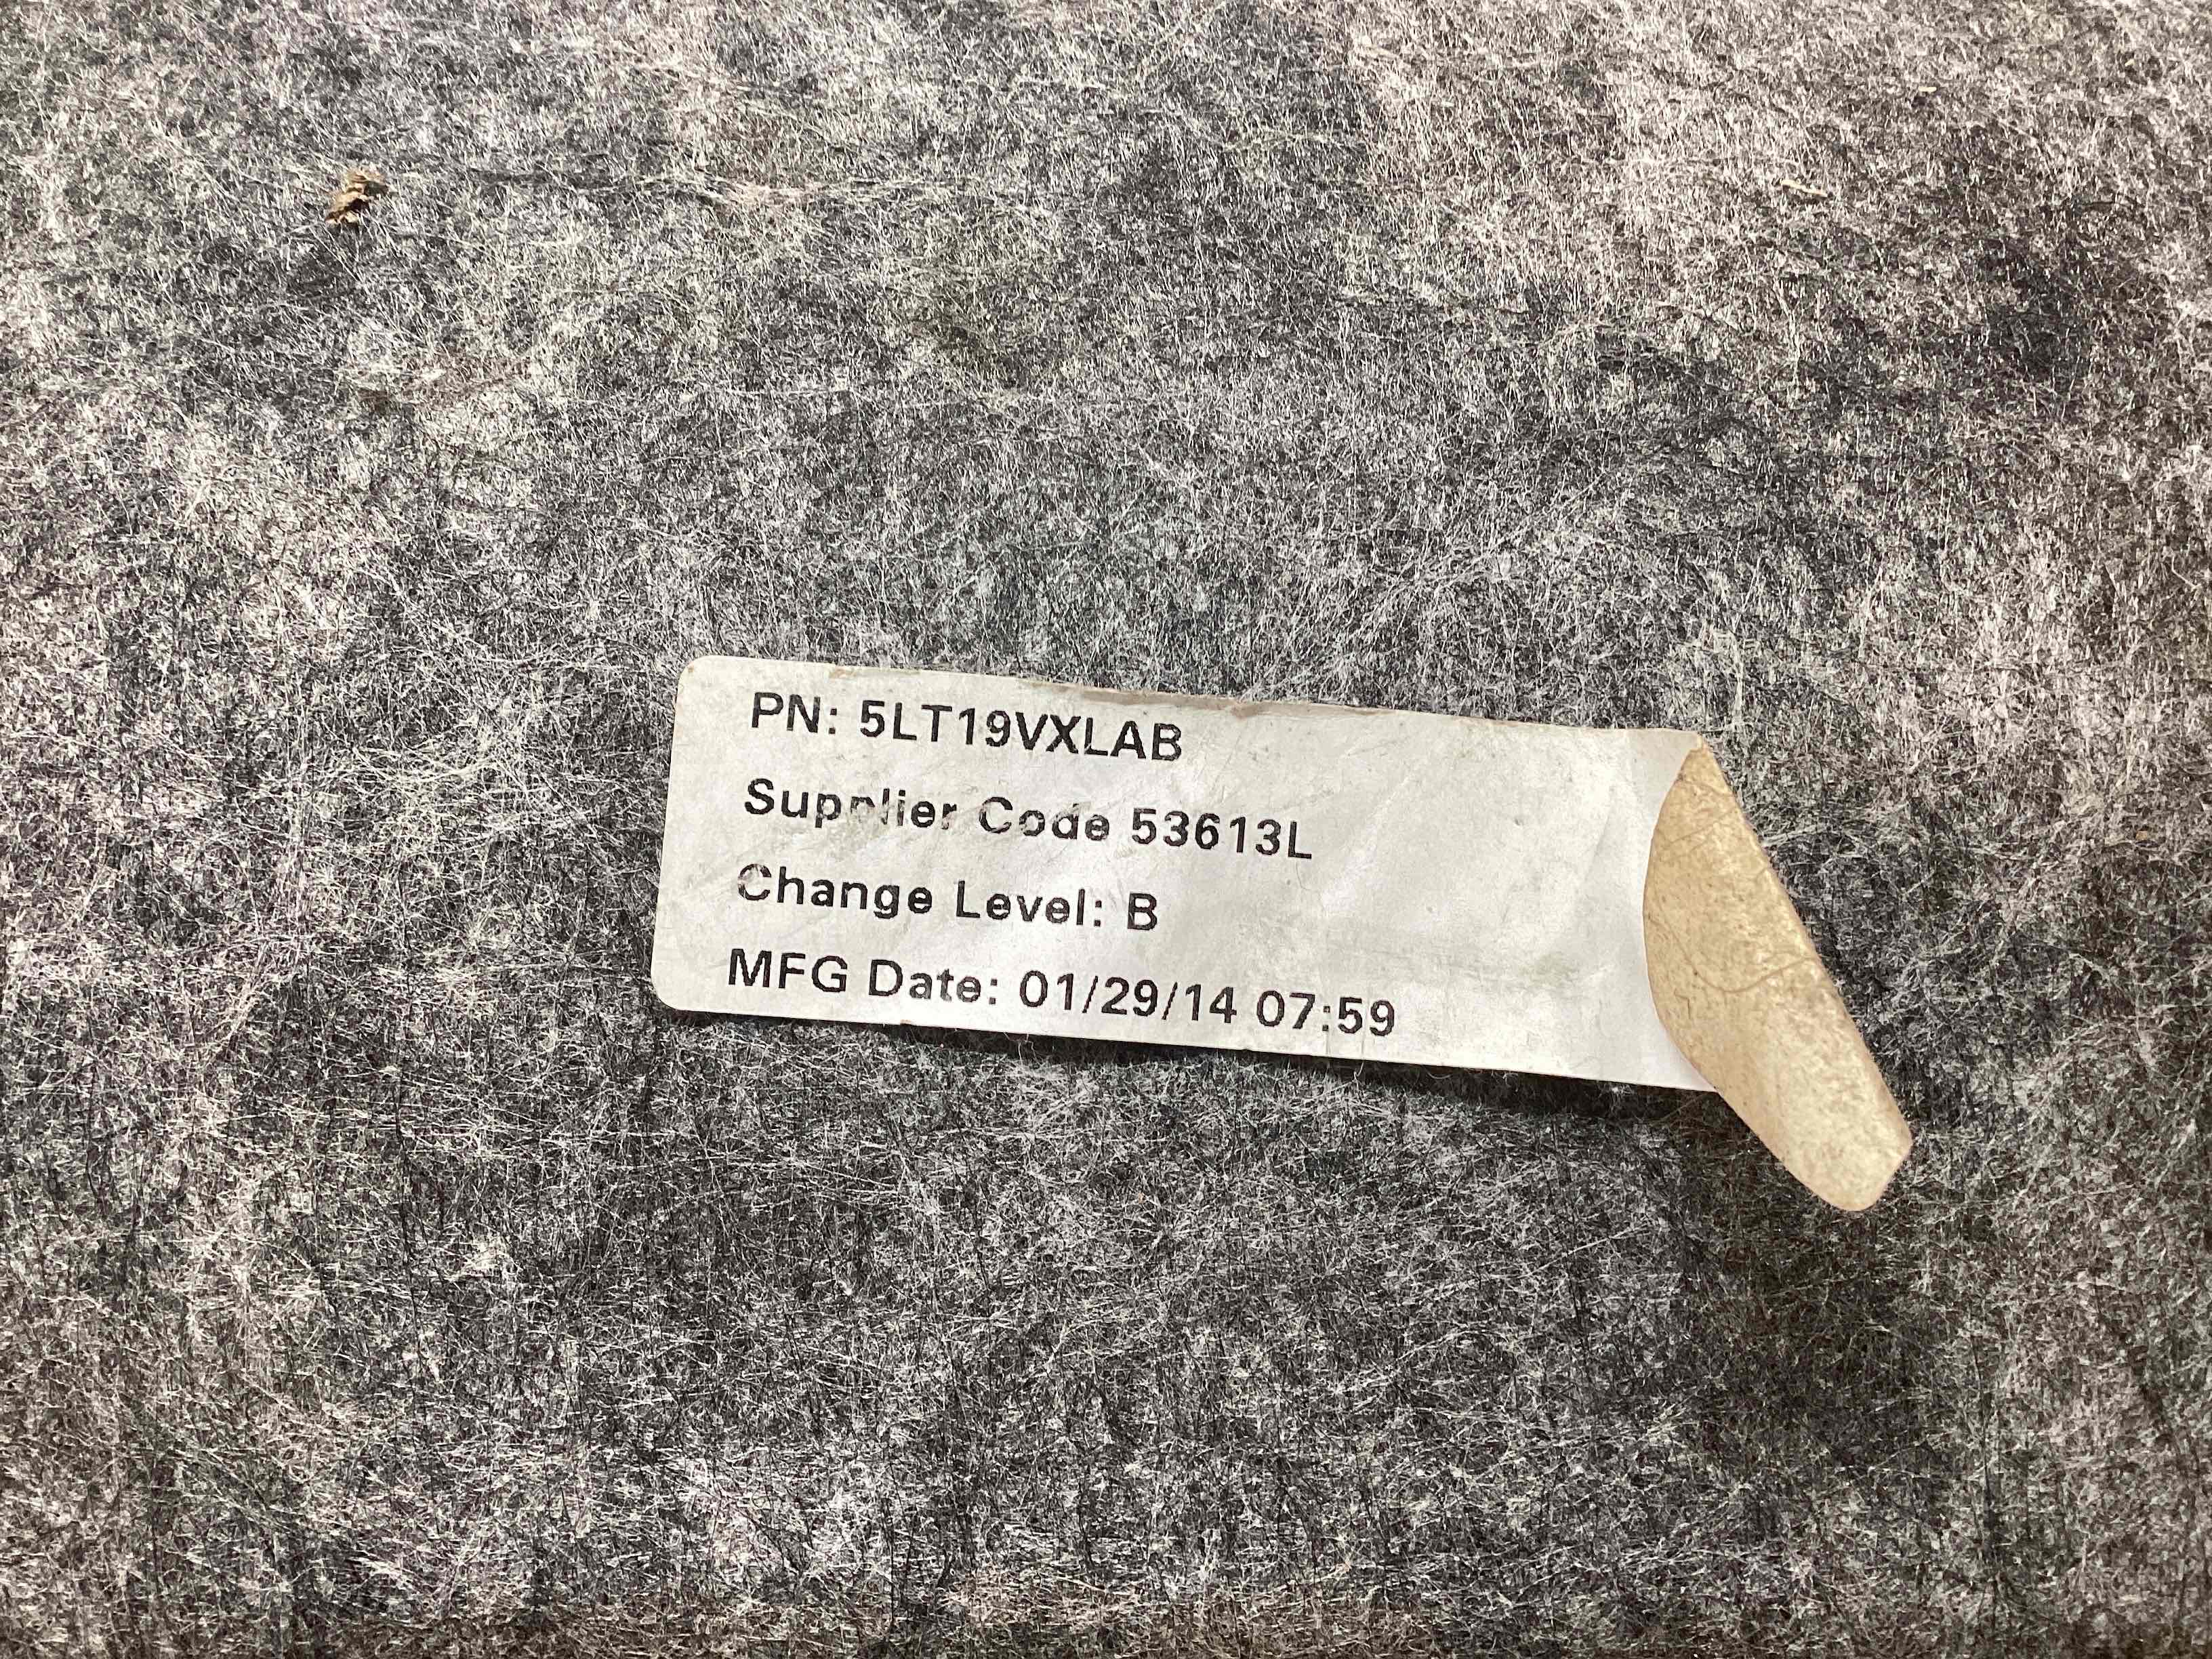 PN: 5LT19VXLAB
Supplier Code 53613L
Change Level: B
MFG Date: 01/29/14 07:59